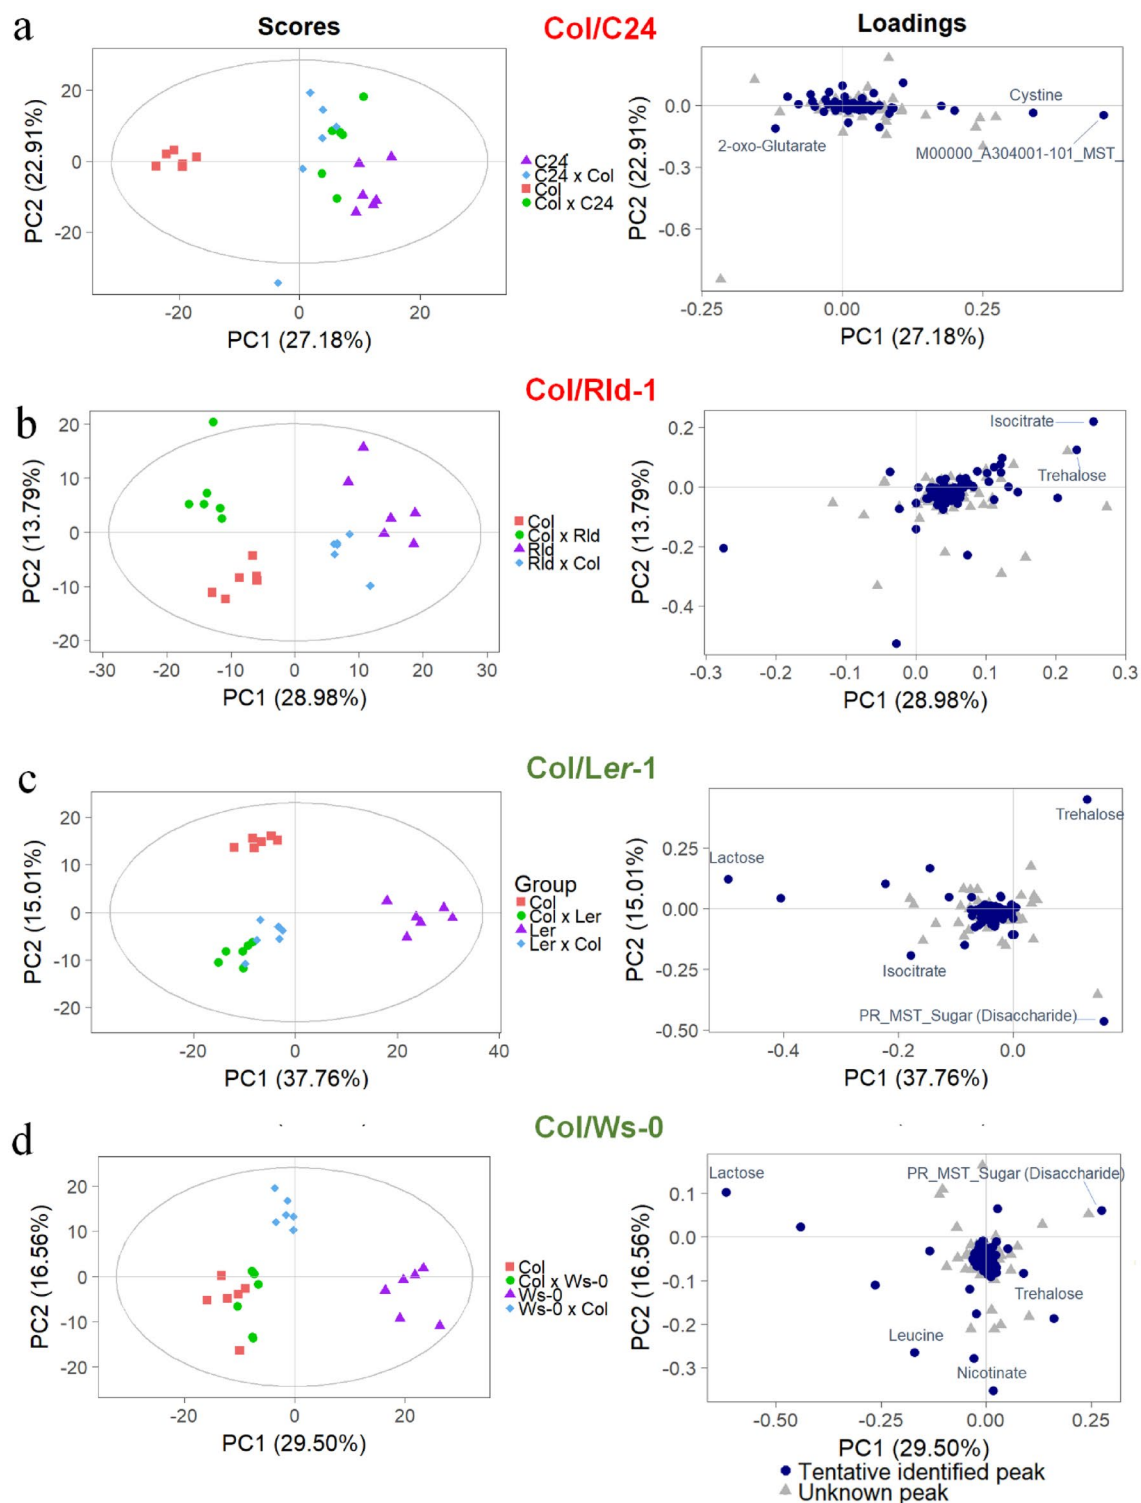 a
Scores
Col/C24
Loadings
PC2 (22.91%)
20
0
-20
-20
0
20
PC1 (27.18%)
C24
C24 x Col
Col
Col x C24
PC2 (22.91%)
0.0
-0.3
-0.6
-0.25
0.00
0.25
PC1 (27.18%)
Cystine
2-oxo-Glutarate
M00000_A304001-101_MST_
b
Col/Rld-1
PC2 (13.79%)
20
10
0
-10
-20
-30
-20
-10
0
10
20
30
PC1 (28.98%)
Col
Col x Rld
Rld
Rld x Col
PC2 (13.79%)
0.2
0.0
-0.2
-0.4
-0.3
-0.2
-0.1
0.0
0.1
0.2
0.3
PC1 (28.98%)
Isocitrate
Trehalose
c
Col/Ler-1
PC2 (15.01%)
20
10
0
-10
-20
-20
0
20
40
PC1 (37.76%)
Group
Col
Col x Ler
Ler
Ler x Col
PC2 (15.01%)
0.25
0.00
-0.25
-0.50
-0.4
-0.2
0.0
PC1 (37.76%)
Trehalose
Lactose
Isocitrate
PR_MST_Sugar (Disaccharide)
d
Col/Ws-0
PC2 (16.56%)
20
10
0
-10
-20
-20
0
20
PC1 (29.50%)
Col
Col x Ws-0
Ws-0
Ws-0 x Col
PC2 (16.56%)
0.1
0.0
-0.1
-0.2
-0.3
-0.50
-0.25
0.00
0.25
PC1 (29.50%)
Lactose
PR_MST_Sugar (Disaccharide)
Trehalose
Leucine
Nicotinate
Tentative identified peak
Unknown peak